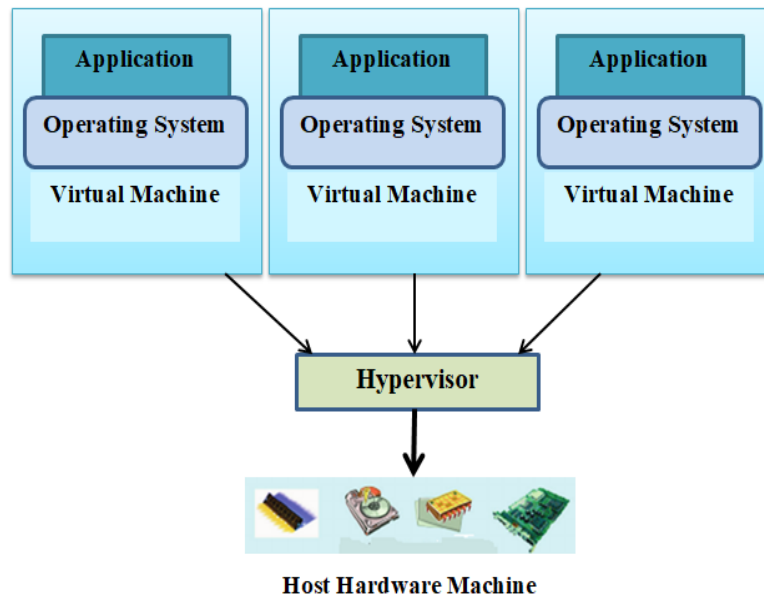 Application
Application
Application
Operating System
Operating System
Operating System
Virtual Machine
Virtual Machine
Virtual Machine
Hypervisor
Host Hardware Machine